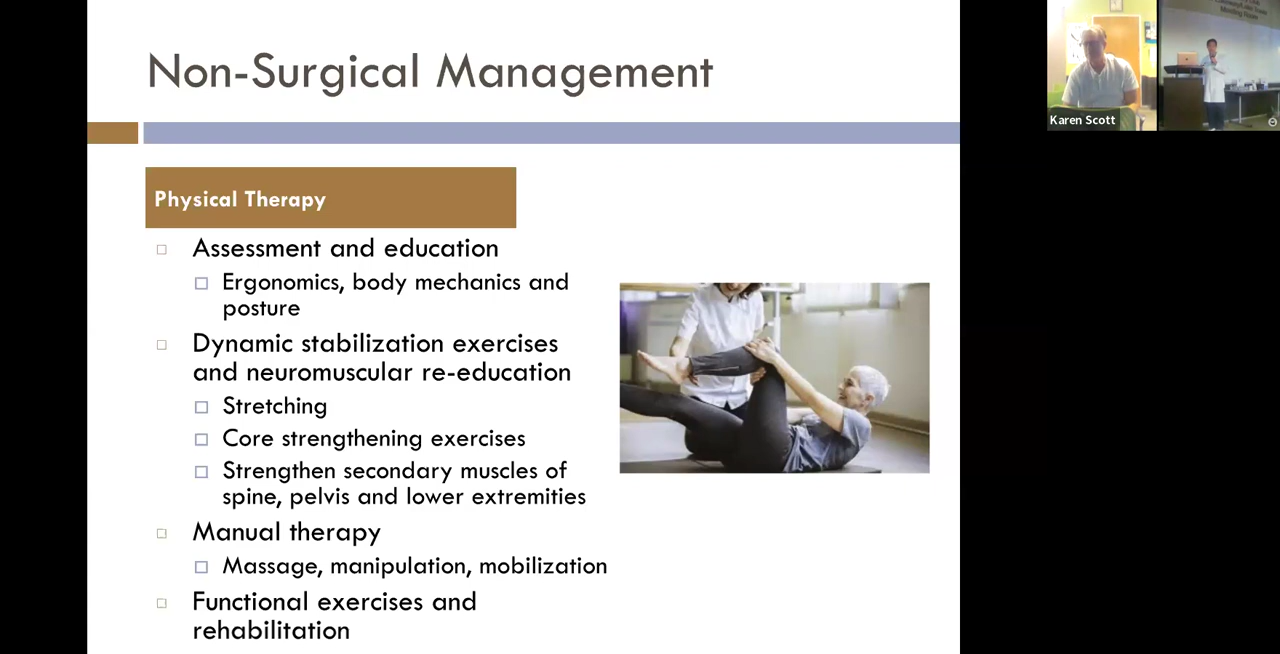 Non-Surgical Management
Physical Therapy
Assessment and education
Ergonomics, body mechanics and
posture
Dynamic stabilization exercises
and neuromuscular re-education
Stretching
Core strengthening exercises
Strengthen secondary muscles of
spine, pelvis and lower extremities
Manual therapy
Massage, manipulation, mobilization
Functional exercises and
rehabilitation
Karen Scott
Meeting Room